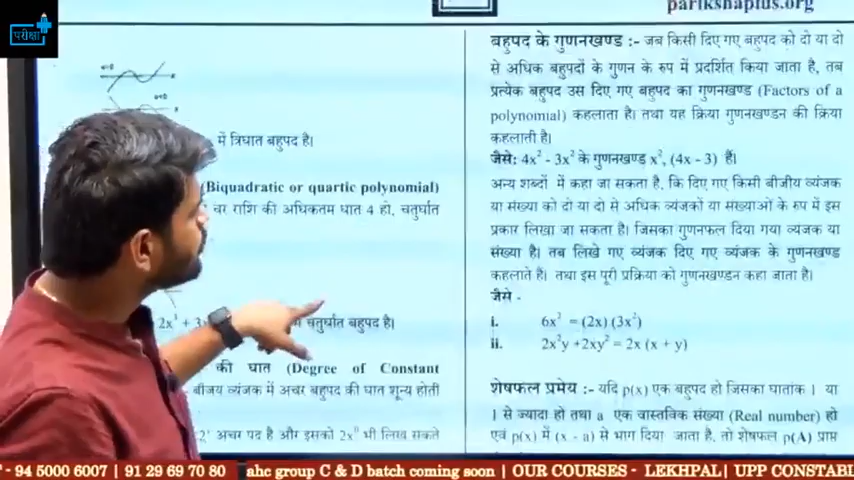 परीक्षा
parikshaplus.org
में त्रिघात बहुपद है।
(Biquadratic or quartic polynomial)
चर राशि की अधिकतम घात 4 हो, चतुर्घात
2x³ + 3x
चतुर्घात बहुपद है।
की घात (Degree of Constant
बीजय व्यंजक में अचर बहुपद की घात शून्य होती
अचर पद है और इसको 2x⁰ भी लिख सकते
बहुपद के गुणनखण्ड :- जब किसी दिए गए बहुपद को दो या दो
से अधिक बहुपदों के गुणन के रुप में प्रदर्शित किया जाता है, तब
प्रत्येक बहुपद उस दिए गए बहुपद का गुणनखण्ड (Factors of a
polynomial) कहलाता है। तथा यह क्रिया गुणनखण्डन की क्रिया
कहलाती है।
जैसे: 4x³ - 3x² के गुणनखण्ड x², (4x - 3) हैं।
अन्य शब्दों में कहा जा सकता है, कि दिए गए किसी बीजीय व्यंजक
या संख्या को दो या दो से अधिक व्यंजकों या संख्याओं के रुप में इस
प्रकार लिखा जा सकता है। जिसका गुणनफल दिया गया व्यंजक या
संख्या है। तब लिखे गए व्यंजक दिए गए व्यंजक के गुणनखण्ड
कहलाते है। तथा इस पूरी प्रक्रिया को गुणनखण्डन कहा जाता है।
जैसे -
i. 6x² = (2x) (3x²)
ii. 2x²y +2xy² = 2x (x + y)
शेषफल प्रमेय :- यदि p(x) एक बहुपद हो जिसका घातांक 1 या
1 से ज्यादा हो तथा a एक वास्तविक संख्या (Real number) हो
एवं p(x) में (x - a) से भाग दिया जाता है, तो शेषफल p(A) प्राप्त
- 94 5000 6007 | 91 29 69 70 80 ahc group C & D batch coming soon | OUR COURSES - LEKHPAL| UPP CONSTABL